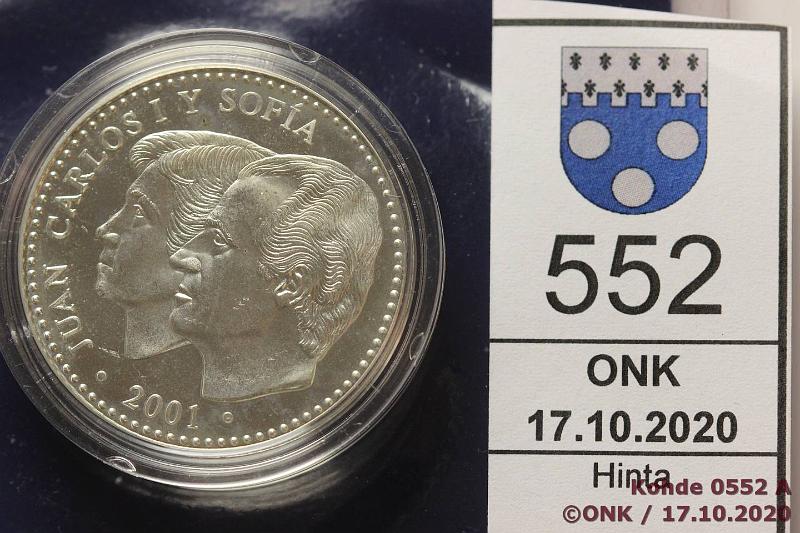 JUAN CARLOS I Y SOFÍA
2001
552
ONK
17.10.2020
Hinta
Kohde 0552 A
©ONK / 17.10.2020